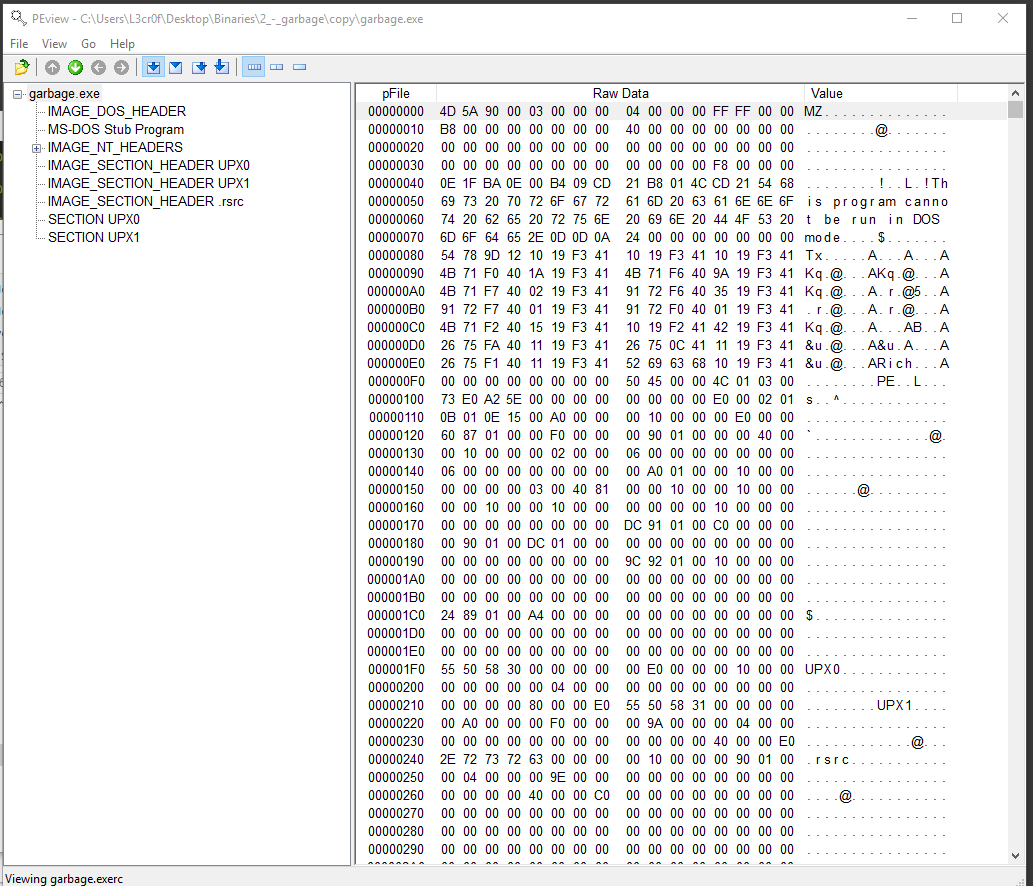 PEview - C:\Users\L3cr0f\Desktop\Binaries\2_-_garbage\copy\garbage.exe
File View Go Help
garbage.exe
IMAGE_DOS_HEADER
MS-DOS Stub Program
IMAGE_NT_HEADERS
IMAGE_SECTION_HEADER UPX0
IMAGE_SECTION_HEADER UPX1
IMAGE_SECTION_HEADER .rsrc
SECTION UPX0
SECTION UPX1
pFile Raw Data Value
00000000 4D 5A 90 00 03 00 00 00 04 00 00 00 FF FF 00 00 MZ..............
00000010 B8 00 00 00 00 00 00 00 40 00 00 00 00 00 00 00 ........@.......
00000020 00 00 00 00 00 00 00 00 00 00 00 00 00 00 00 00 ................
00000030 00 00 00 00 00 00 00 00 00 00 00 00 F8 00 00 00 ................
00000040 0E 1F BA 0E 00 B4 09 CD 21 B8 01 4C CD 21 54 68 ........!..L.!Th
00000050 69 73 20 70 72 6F 67 72 61 6D 20 63 61 6E 6E 6F is program canno
00000060 74 20 62 65 20 72 75 6E 20 69 6E 20 44 4F 53 20 t be run in DOS
00000070 6D 6F 64 65 2E 0D 0D 0A 24 00 00 00 00 00 00 00 mode....$.......
00000080 54 78 9D 12 10 19 F3 41 10 19 F3 41 10 19 F3 41 Tx.....A...A...A
00000090 4B 71 F0 40 1A 19 F3 41 4B 71 F6 40 9A 19 F3 41 Kq.@...AKq.@...A
000000A0 4B 71 F7 40 02 19 F3 41 91 72 F6 40 35 19 F3 41 Kq.@...A.r.@5..A
000000B0 91 72 F7 40 01 19 F3 41 91 72 F0 40 01 19 F3 41 .r.@...A.r.@...A
000000C0 4B 71 F2 40 15 19 F3 41 10 19 F2 41 42 19 F3 41 Kq.@...A...AB..A
000000D0 26 75 FA 40 11 19 F3 41 26 75 0C 41 11 19 F3 41 &u.@...A&u.A...A
000000E0 26 75 F1 40 11 19 F3 41 52 69 63 68 10 19 F3 41 &u.@...ARich...A
000000F0 00 00 00 00 00 00 00 00 50 45 00 00 4C 01 03 00 ........PE..L...
00000100 73 E0 A2 5E 00 00 00 00 00 00 00 00 E0 00 02 01 s..^............
00000110 0B 01 0E 15 00 A0 00 00 00 10 00 00 00 E0 00 00 ................
00000120 60 87 01 00 00 F0 00 00 00 90 01 00 00 00 40 00 `.............@.
00000130 00 10 00 00 00 02 00 00 06 00 00 00 00 00 00 00 ................
00000140 06 00 00 00 00 00 00 00 00 A0 01 00 00 10 00 00 ................
00000150 00 00 00 00 03 00 40 81 00 00 10 00 00 10 00 00 ......@.........
00000160 00 00 10 00 00 10 00 00 00 00 00 00 10 00 00 00 ................
00000170 00 00 00 00 00 00 00 00 DC 91 01 00 C0 00 00 00 ................
00000180 00 90 01 00 DC 01 00 00 00 00 00 00 00 00 00 00 ................
00000190 00 00 00 00 00 00 00 00 9C 92 01 00 10 00 00 00 ................
000001A0 00 00 00 00 00 00 00 00 00 00 00 00 00 00 00 00 ................
000001B0 00 00 00 00 00 00 00 00 00 00 00 00 00 00 00 00 ................
000001C0 24 89 01 00 A4 00 00 00 00 00 00 00 00 00 00 00 $...............
000001D0 00 00 00 00 00 00 00 00 00 00 00 00 00 00 00 00 ................
000001E0 00 00 00 00 00 00 00 00 00 00 00 00 00 00 00 00 ................
000001F0 55 50 58 30 00 00 00 00 00 E0 00 00 00 10 00 00 UPX0............
00000200 00 00 00 00 00 04 00 00 00 00 00 00 00 00 00 00 ................
00000210 00 00 00 00 80 00 00 E0 55 50 58 31 00 00 00 00 ........UPX1....
00000220 00 A0 00 00 00 F0 00 00 00 9A 00 00 00 04 00 00 ................
00000230 00 00 00 00 00 00 00 00 00 00 00 00 40 00 00 E0 ............@...
00000240 2E 72 73 72 63 00 00 00 00 10 00 00 00 90 01 00 .rsrc...........
00000250 00 04 00 00 00 9E 00 00 00 00 00 00 00 00 00 00 ................
00000260 00 00 00 00 40 00 00 C0 00 00 00 00 00 00 00 00 ....@...........
00000270 00 00 00 00 00 00 00 00 00 00 00 00 00 00 00 00 ................
00000280 00 00 00 00 00 00 00 00 00 00 00 00 00 00 00 00 ................
00000290 00 00 00 00 00 00 00 00 00 00 00 00 00 00 00 00 ................
Viewing garbage.exerc